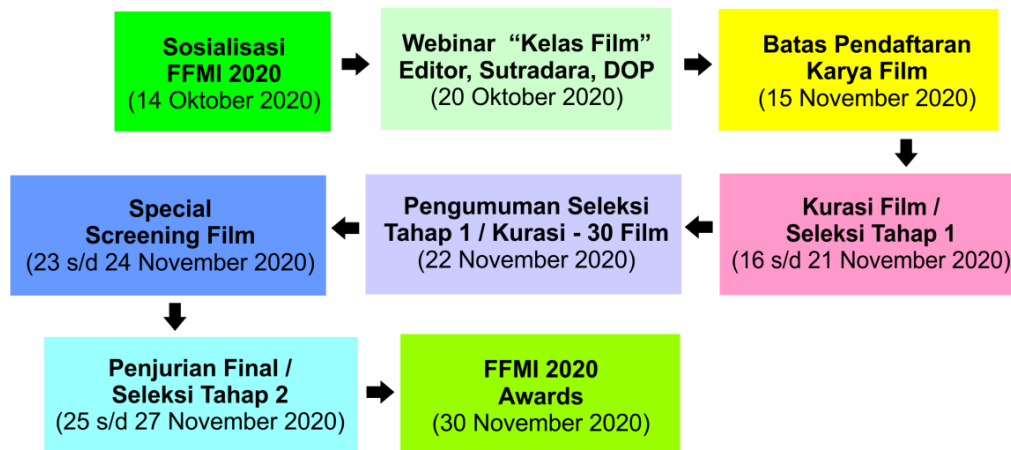 Sosialisasi
FFMI 2020
(14 Oktober 2020)
Webinar “Kelas Film”
Editor, Sutradara, DOP
(20 Oktober 2020)
Batas Pendaftaran
Karya Film
(15 November 2020)
Kurasi Film /
Seleksi Tahap 1
(16 s/d 21 November 2020)
Pengumuman Seleksi
Tahap 1 / Kurasi - 30 Film
(22 November 2020)
Special
Screening Film
(23 s/d 24 November 2020)
Penjurian Final /
Seleksi Tahap 2
(25 s/d 27 November 2020)
FFMI 2020
Awards
(30 November 2020)